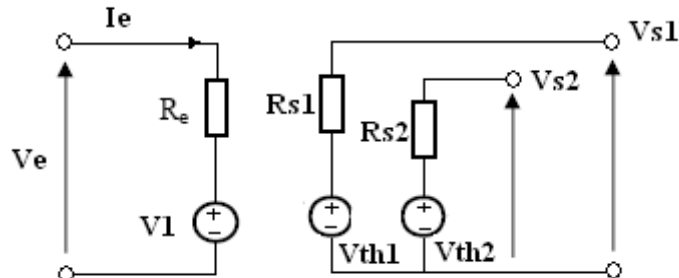 Ie
Vs1
Vs2
Re
Rs1
Rs2
Ve
V1
+
−
+
−
+
−
Vth1
Vth2